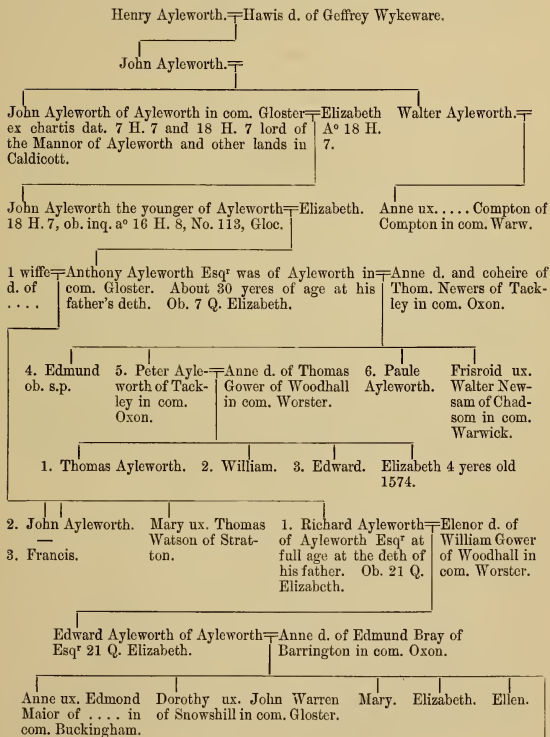 Henry Ayleworth.=Hawis d. of Geffrey Wykeware.
John Ayleworth.=
John Ayleworth of Ayleworth in com. Gloster=Elizabeth
ex chartis dat. 7 H. 7 and 18 H. 7 lord of
the Mannor of Ayleworth and other lands in
Caldicott.
Aº 18 H.
7.
Walter Ayleworth.=
John Ayleworth the younger of Ayleworth=Elizabeth.
18 H. 7, ob. inq. aº 16 H. 8, No. 113, Gloc.
Anne ux. .... Compton of
Compton in com. Warw.
1 wiffe=Anthony Ayleworth Esqr was of Ayleworth in=Anne d. and coheire of
d. of
. . . .
com. Gloster. About 30 yeres of age at his
father's deth. Ob. 7 Q. Elizabeth.
Thom. Newers of Tack-
ley in com. Oxon.
4. Edmund
ob. s.p.
5. Peter Ayle-=Anne d. of Thomas
worth of Tack-
ley in com.
Oxon.
Gower of Woodhall
in com. Worster.
6. Paule
Ayleworth.
Frisroid ux.
Walter New-
sam of Chad-
som in com.
Warwick.
1. Thomas Ayleworth.
2. William.
3. Edward.
Elizabeth 4 yeres old
1574.
2. John Ayleworth.
—
3. Francis.
Mary ux. Thomas
Watson of Strat-
ton.
1. Richard Ayleworth=Elenor d. of
of Ayleworth Esqr at
full age at the deth of
his father. Ob. 21 Q.
Elizabeth.
William Gower
of Woodhall in
com. Worster.
Edward Ayleworth of Ayleworth=Anne d. of Edmund Bray of
Esqr 21 Q. Elizabeth.
Barrington in com. Oxon.
Anne ux. Edmond
Maior of .... in
com. Buckingham.
Dorothy ux. John Warren
of Snowshill in com. Gloster.
Mary.
Elizabeth.
Ellen.